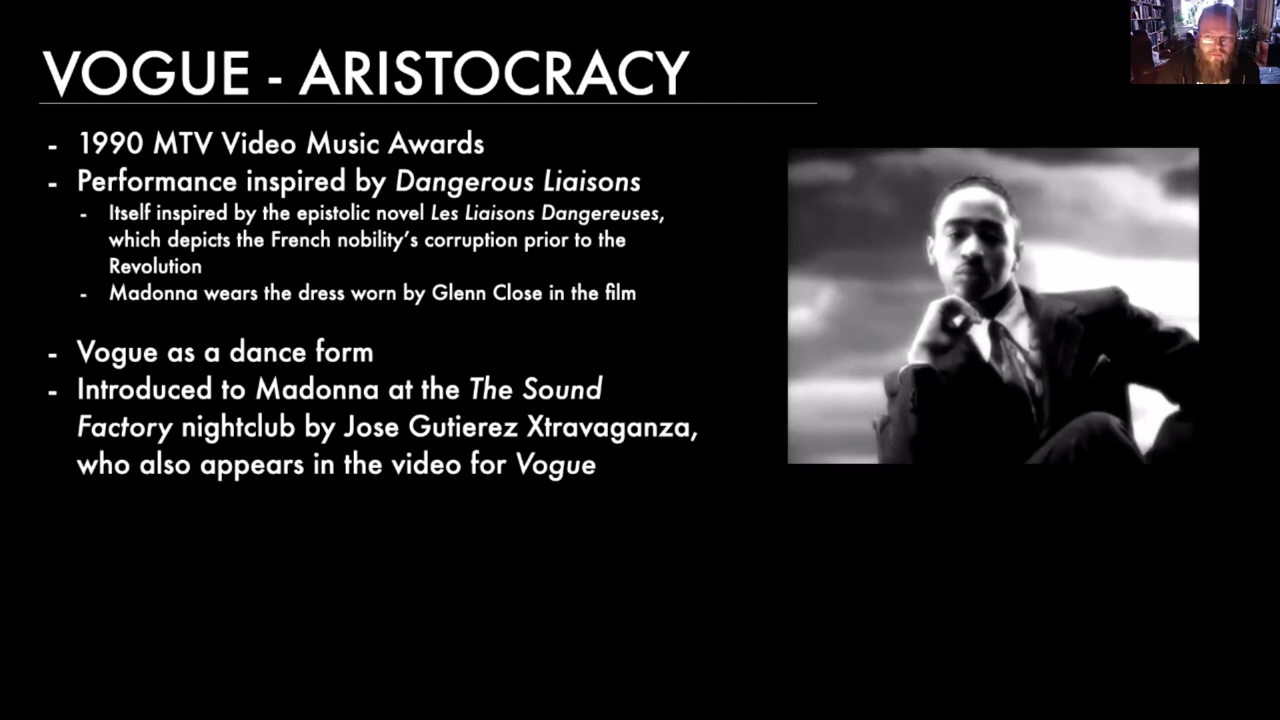 VOGUE - ARISTOCRACY
- 1990 MTV Video Music Awards
- Performance inspired by Dangerous Liaisons
- Itself inspired by the epistolic novel Les Liaisons Dangereuses,
which depicts the French nobility's corruption prior to the
Revolution
- Madonna wears the dress worn by Glenn Close in the film
- Vogue as a dance form
- Introduced to Madonna at the The Sound
Factory nightclub by Jose Gutierez Xtravaganza,
who also appears in the video for Vogue